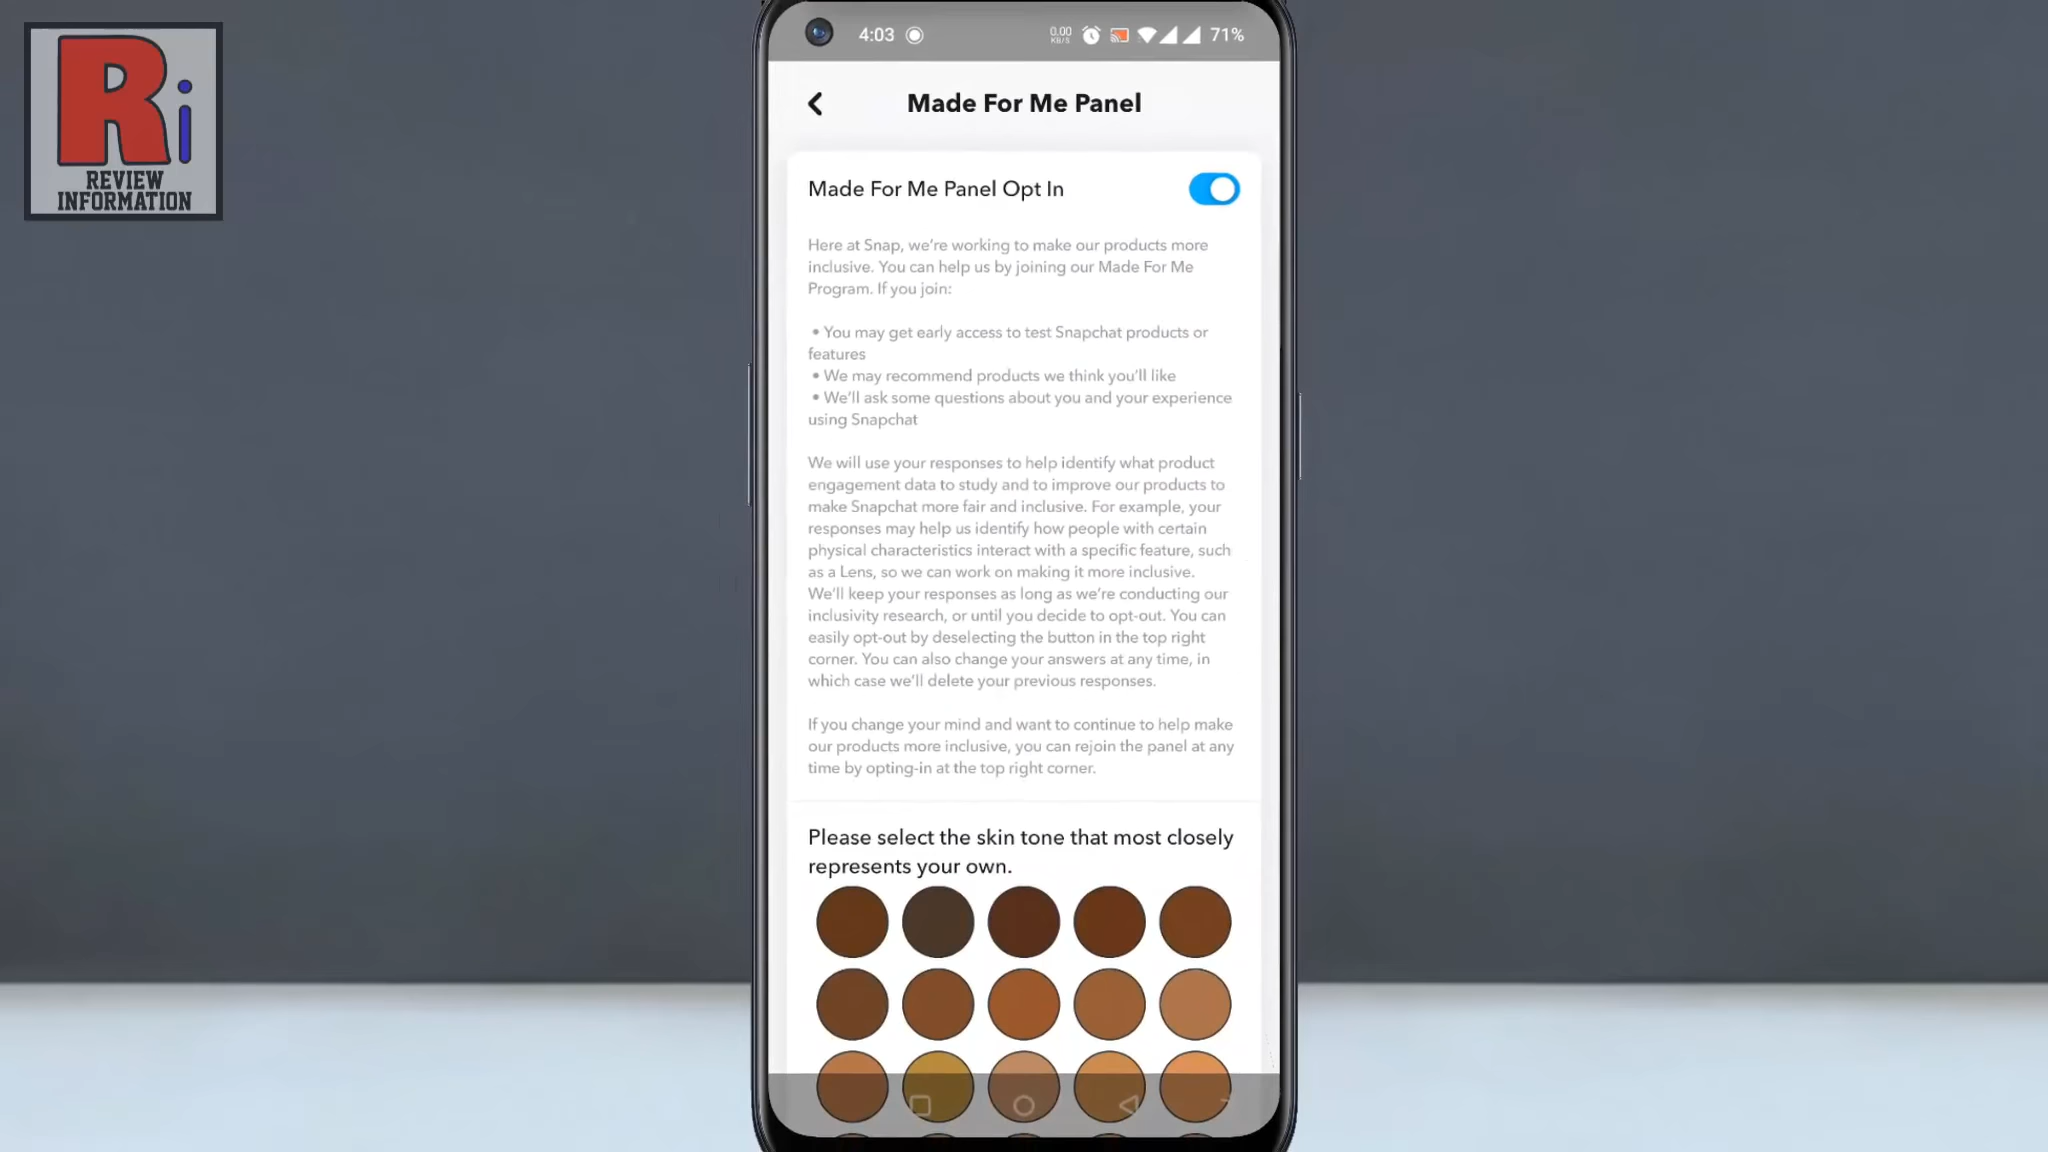 Ri
REVIEW
INFORMATION
4:03
0.00
KB/S
71%
Made For Me Panel
Made For Me Panel Opt In
Here at Snap, we're working to make our products more
inclusive. You can help us by joining our Made For Me
Program. If you join:
• You may get early access to test Snapchat products or
features
• We may recommend products we think you'll like
• We'll ask some questions about you and your experience
using Snapchat
We will use your responses to help identify what product
engagement data to study and to improve our products to
make Snapchat more fair and inclusive. For example, your
responses may help us identify how people with certain
physical characteristics interact with a specific feature, such
as a Lens, so we can work on making it more inclusive.
We'll keep your responses as long as we're conducting our
inclusivity research, or until you decide to opt-out. You can
easily opt-out by deselecting the button in the top right
corner. You can also change your answers at any time, in
which case we'll delete your previous responses.
If you change your mind and want to continue to help make
our products more inclusive, you can rejoin the panel at any
time by opting-in at the top right corner.
Please select the skin tone that most closely
represents your own.